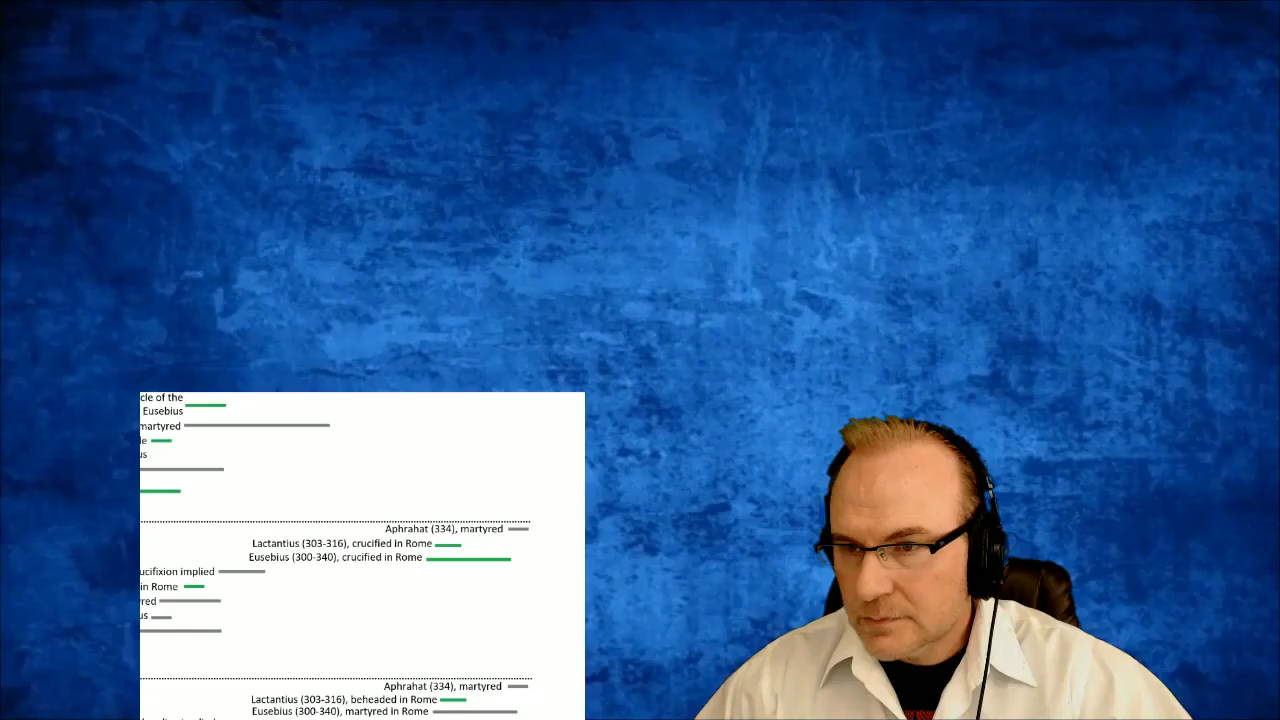 cle of the
Eusebius
martyred
le
us
Aphrahat (334), martyred
Lactantius (303-316), crucified in Rome
Eusebius (300-340), crucified in Rome
ucifixion implied
in Rome
red
us
Aphrahat (334), martyred
Lactantius (303-316), beheaded in Rome
Eusebius (300-340), martyred in Rome